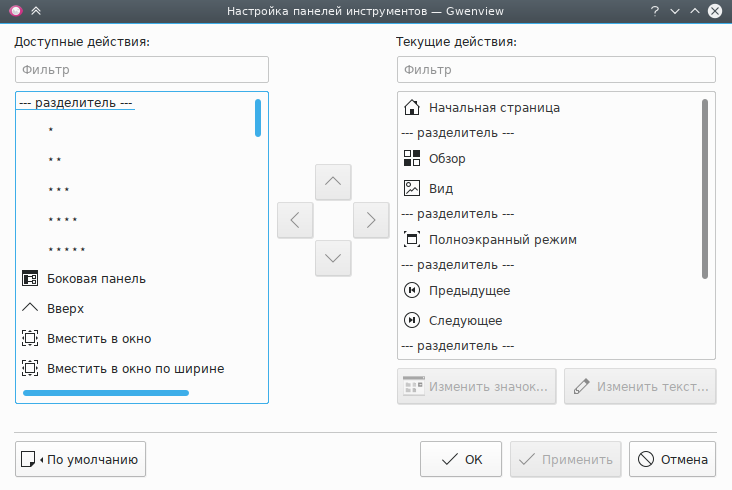 Настройка панелей инструментов — Gwenview
Доступные действия:
Фильтр
--- разделитель ---
*
* *
* * *
* * * *
* * * * *
Боковая панель
Вверх
Вместить в окно
Вместить в окно по ширине
Текущие действия:
Фильтр
Начальная страница
--- разделитель ---
Обзор
Вид
--- разделитель ---
Полноэкранный режим
--- разделитель ---
Предыдущее
Следующее
--- разделитель ---
Изменить значок...
Изменить текст...
По умолчанию
ОК
Применить
Отмена